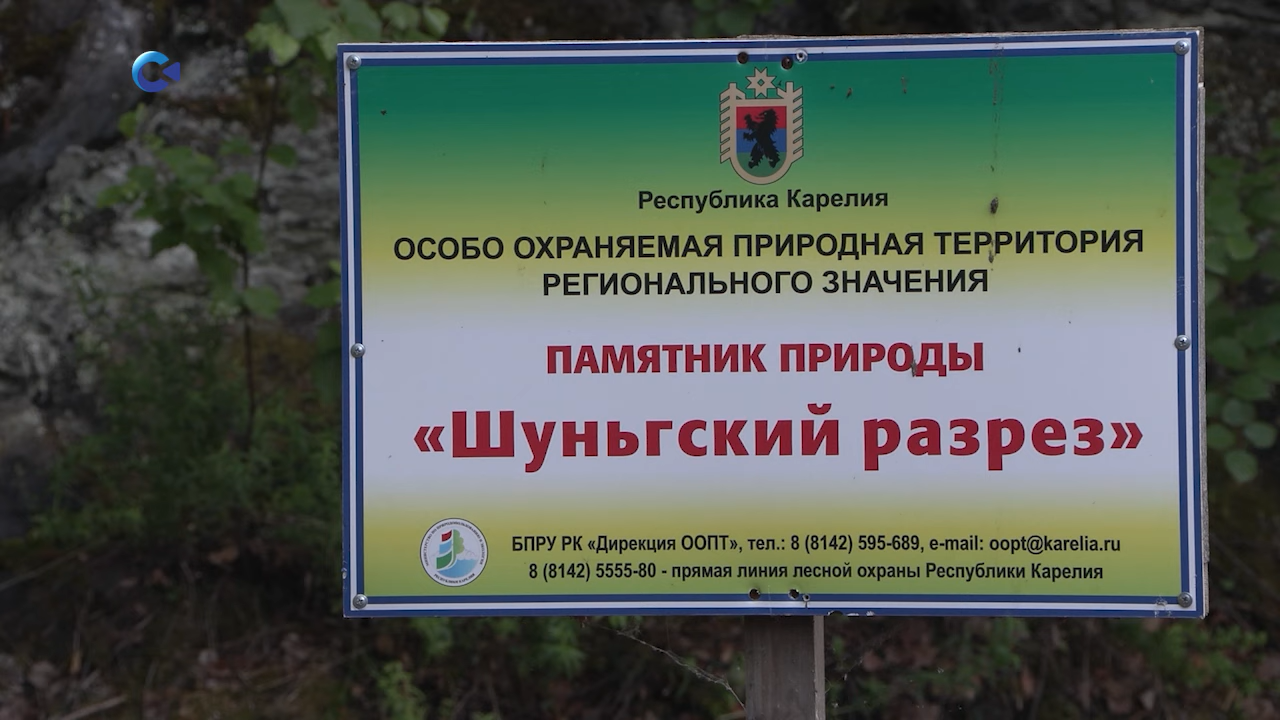 Республика Карелия
ОСОБО ОХРАНЯЕМАЯ ПРИРОДНАЯ ТЕРРИТОРИЯ
РЕГИОНАЛЬНОГО ЗНАЧЕНИЯ
ПАМЯТНИК ПРИРОДЫ
«Шуньгский разрез»
БПРУ РК «Дирекция ООПТ», тел.: 8 (8142) 595-689, e-mail: oopt@karelia.ru
8 (8142) 5555-80 - прямая линия лесной охраны Республики Карелия